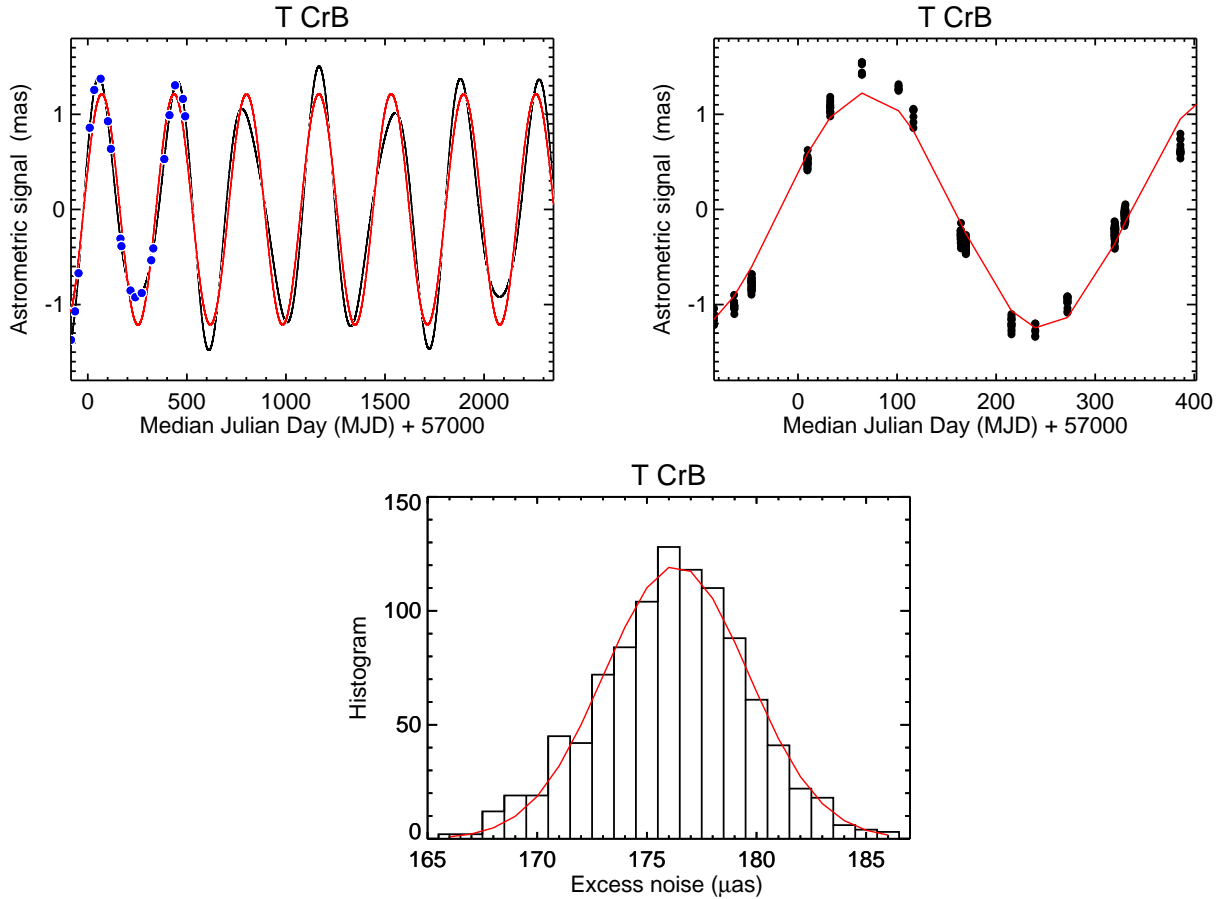 T CrB
Astrometric signal (mas)
1
0
-1
0 500 1000 1500 2000
Median Julian Day (MJD) + 57000
T CrB
Astrometric signal (mas)
1
0
-1
0 100 200 300 400
Median Julian Day (MJD) + 57000
T CrB
Histogram
150
100
50
0
165 170 175 180 185
Excess noise (μas)